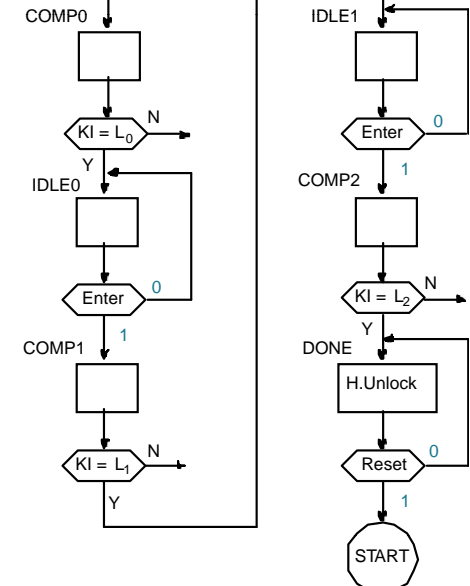 COMP0
KI = L0
N
Y
IDLE0
Enter
0
1
COMP1
KI = L1
N
Y
IDLE1
Enter
0
1
COMP2
KI = L2
N
Y
DONE
H.Unlock
Reset
0
1
START